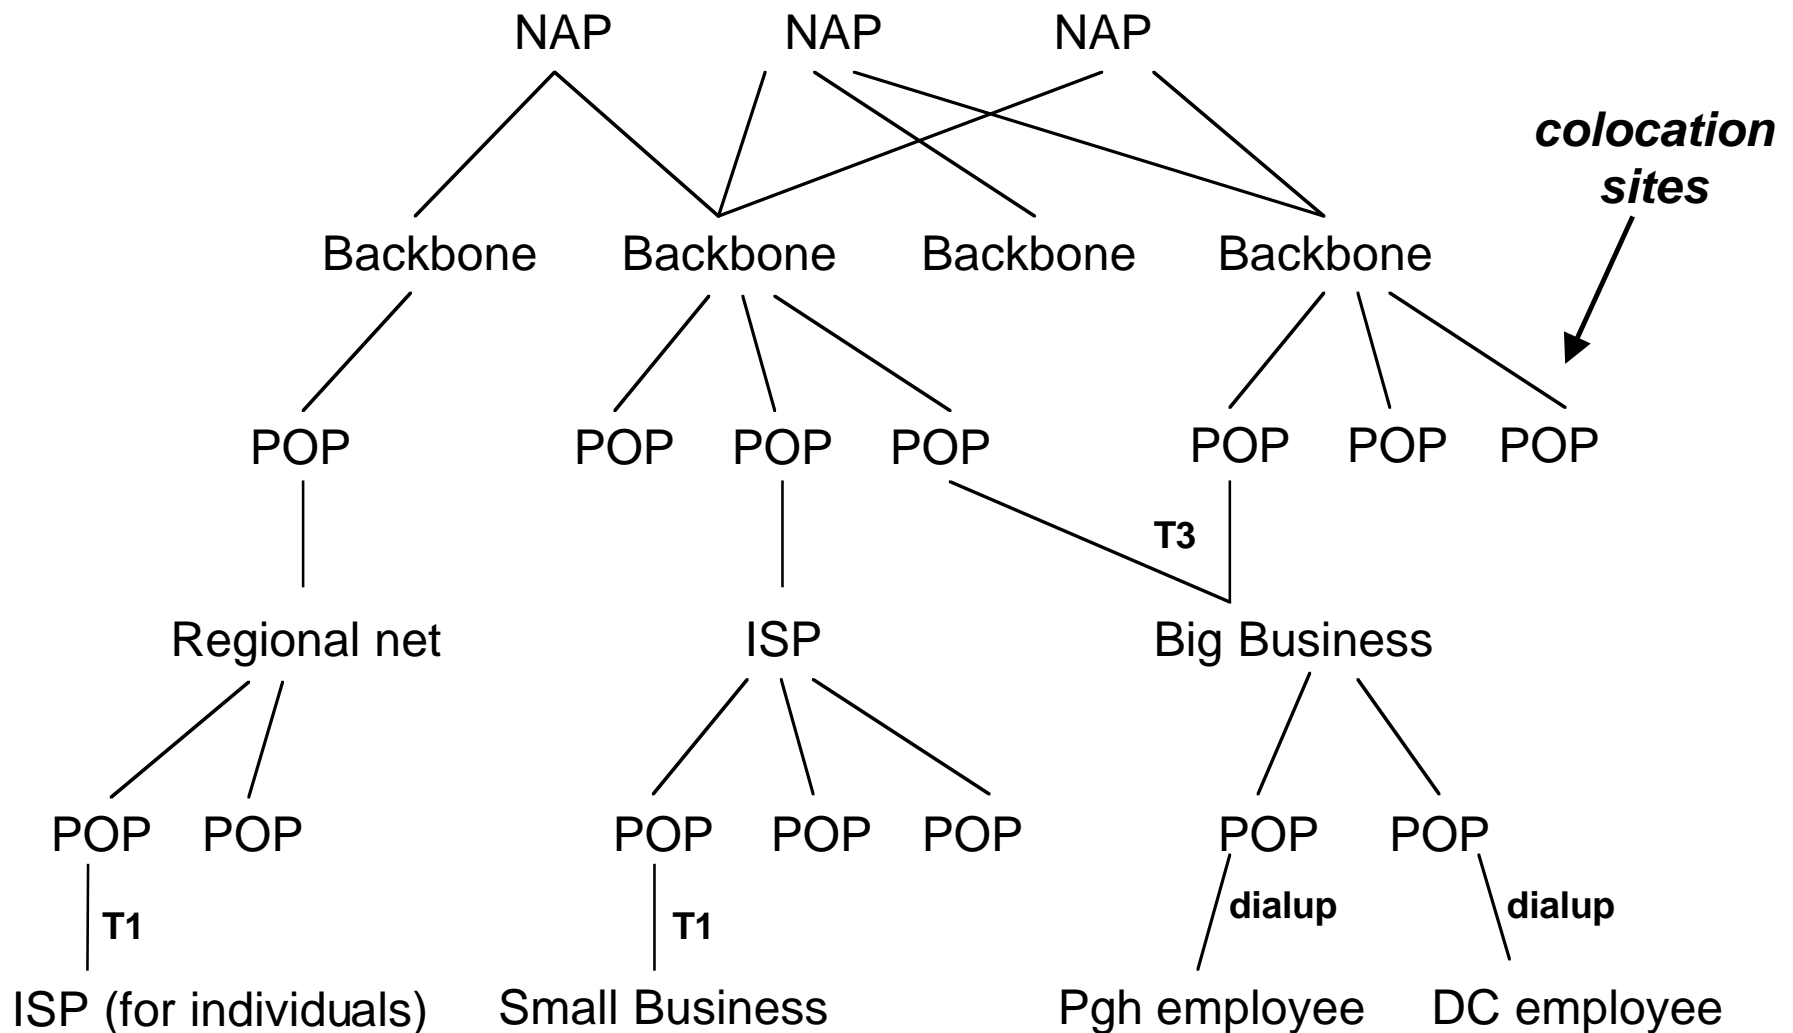 NAP NAP NAP
colocation
sites
Backbone Backbone Backbone Backbone
POP POP POP POP POP POP POP
T3
Regional net ISP Big Business
POP POP POP POP POP POP POP
dialup dialup
T1 T1
ISP (for individuals) Small Business Pgh employee DC employee